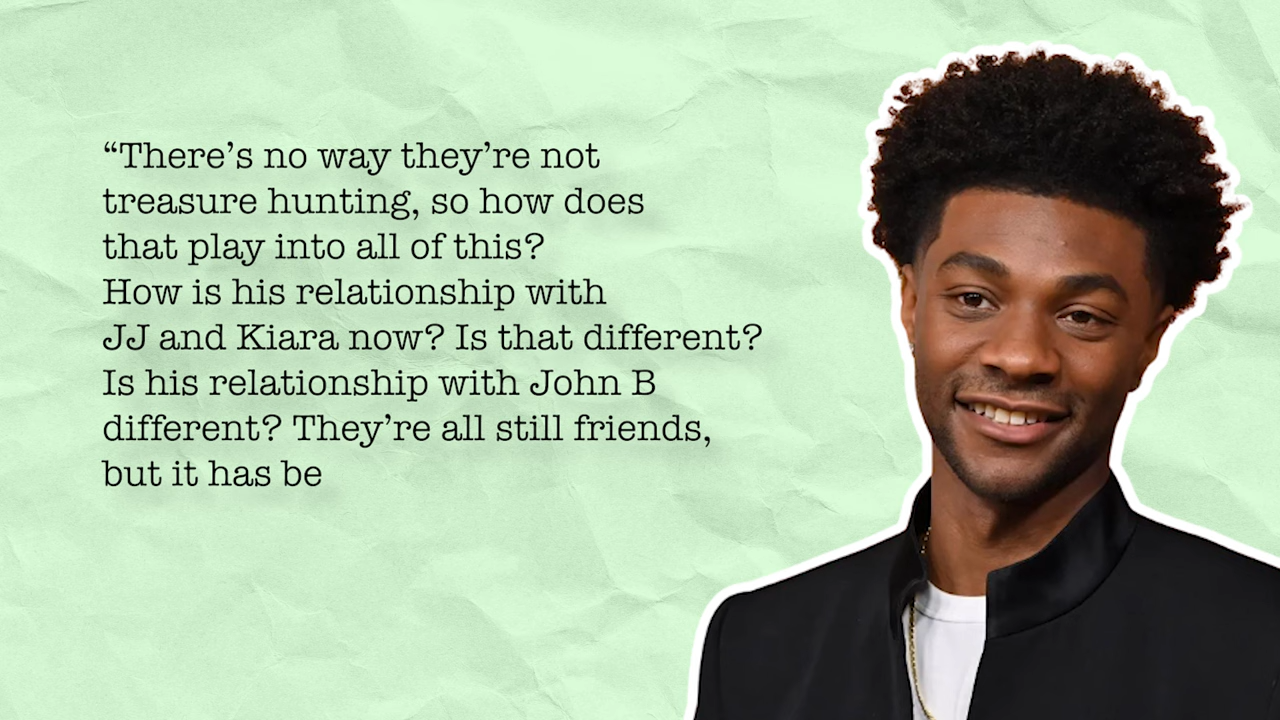 “There’s no way they’re not
treasure hunting, so how does
that play into all of this?
How is his relationship with
JJ and Kiara now? Is that different?
Is his relationship with John B
different? They’re all still friends,
but it has be